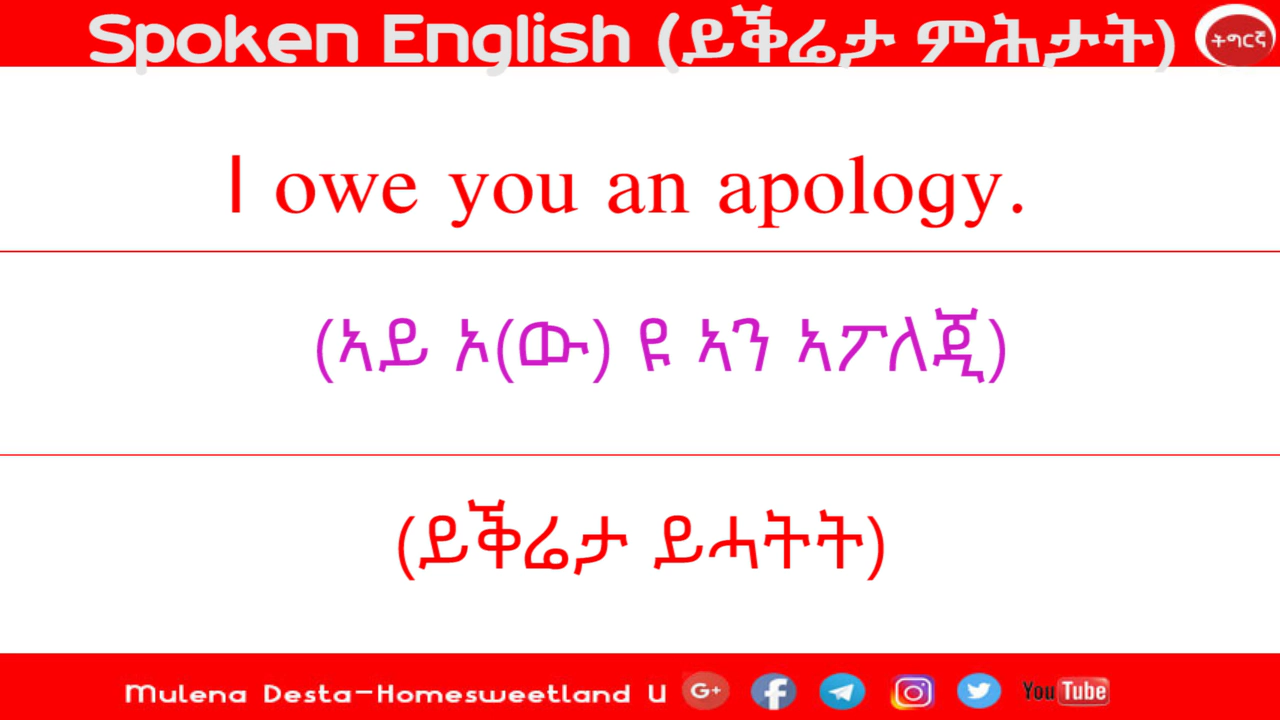 Spoken English (ይቕሬታ ምሕታት)
ትግርኛ
I owe you an apology.
(ኣይ ኦ(ው) ዩ ኣን ኣፖለጂ)
(ይቕሬታ ይሓትት)
Mulena Desta-Homesweetland U
G+
YouTube